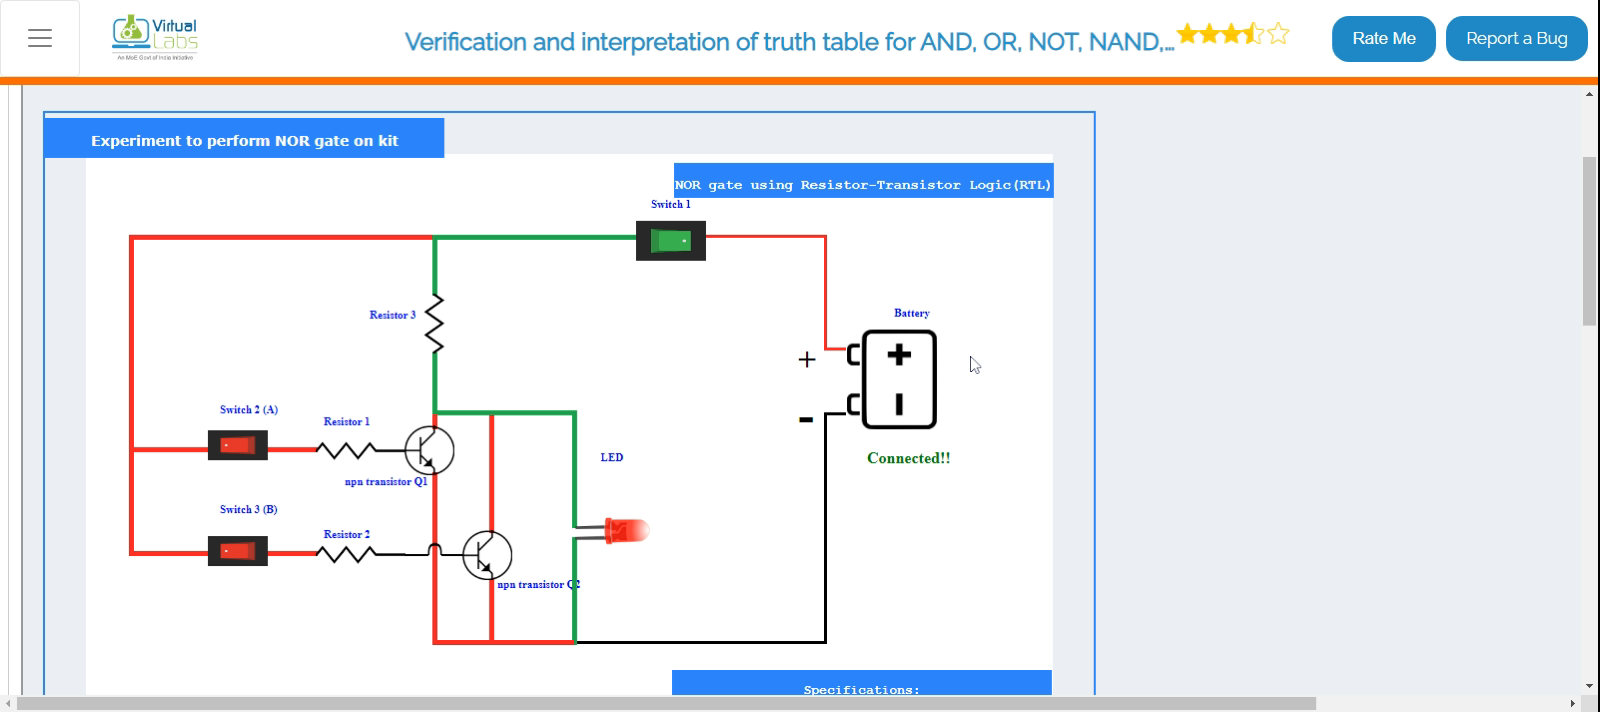 Virtual
Labs
An MoE Govt of India Initiative
Verification and interpretation of truth table for AND, OR, NOT, NAND,...
Rate Me
Report a Bug
Experiment to perform NOR gate on kit
NOR gate using Resistor-Transistor Logic(RTL)
Switch 1
Resistor 3
Battery
+
+
-
Switch 2 (A)
Resistor 1
LED
Connected!!
npn transistor Q1
Switch 3 (B)
Resistor 2
npn transistor Q2
Specifications: